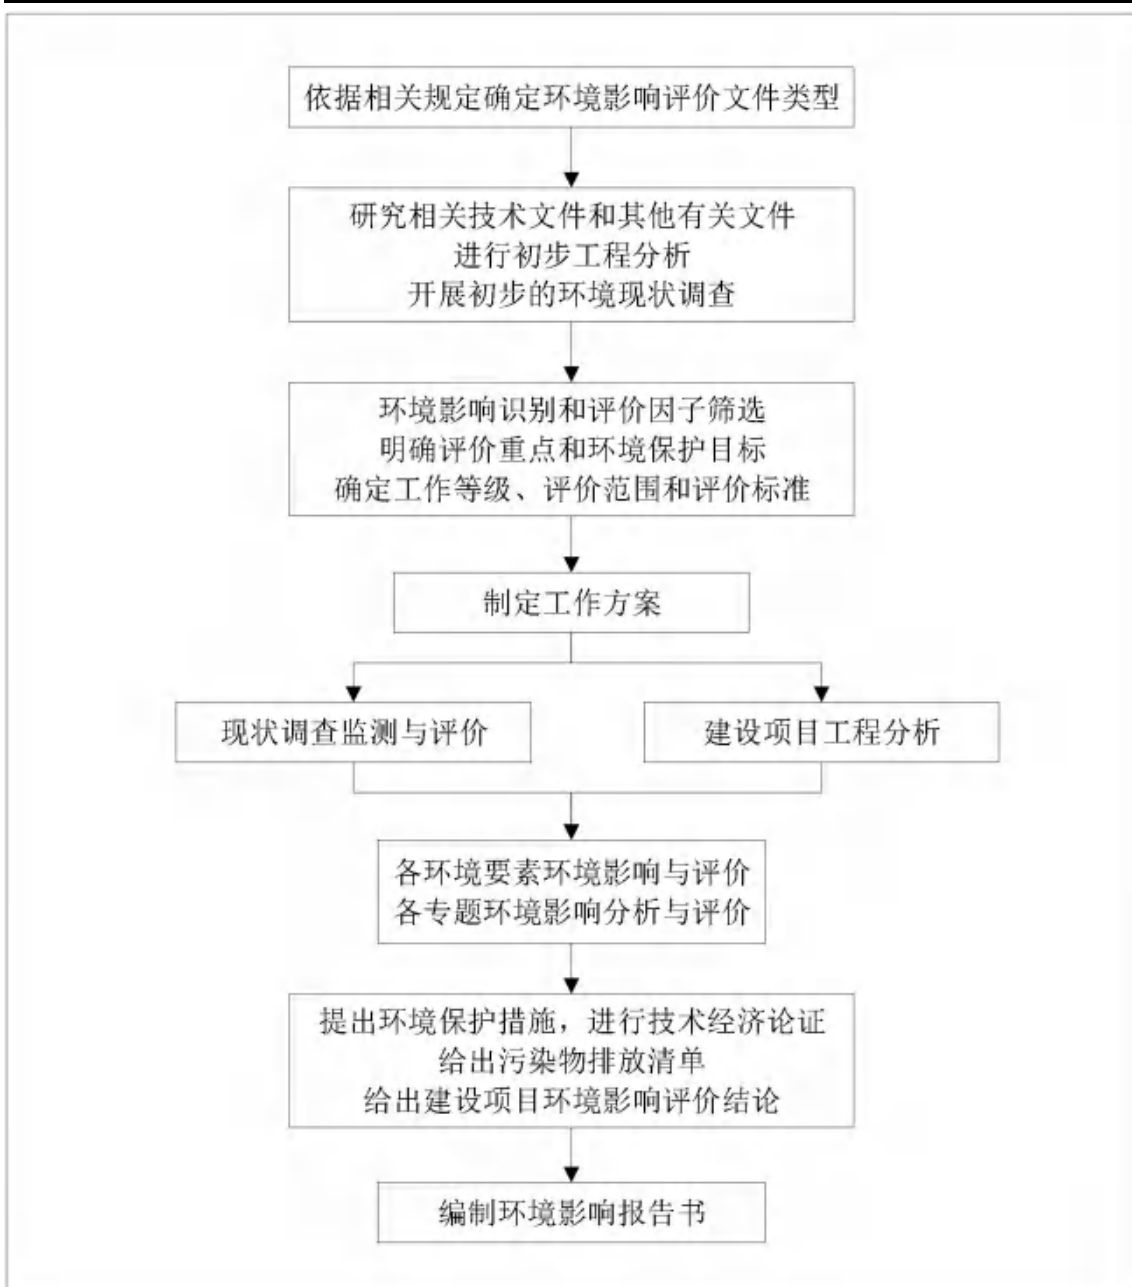 依据相关规定确定环境影响评价文件类型
研究相关技术文件和其他有关文件
进行初步工程分析
开展初步的环境现状调查
环境影响识别和评价因子筛选
明确评价重点和环境保护目标
确定工作等级、评价范围和评价标准
制定工作方案
现状调查监测与评价
建设项目工程分析
各环境要素环境影响与评价
各专题环境影响分析与评价
提出环境保护措施，进行技术经济论证
给出污染物排放清单
给出建设项目环境影响评价结论
编制环境影响报告书